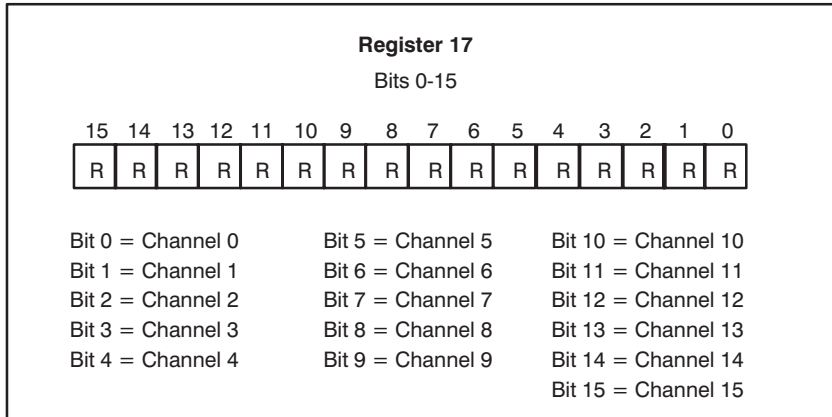 Register 17
Bits 0-15
15 14 13 12 11 10 9 8 7 6 5 4 3 2 1 0
R R R R R R R R R R R R R R R R
Bit 0 = Channel 0
Bit 1 = Channel 1
Bit 2 = Channel 2
Bit 3 = Channel 3
Bit 4 = Channel 4
Bit 5 = Channel 5
Bit 6 = Channel 6
Bit 7 = Channel 7
Bit 8 = Channel 8
Bit 9 = Channel 9
Bit 10 = Channel 10
Bit 11 = Channel 11
Bit 12 = Channel 12
Bit 13 = Channel 13
Bit 14 = Channel 14
Bit 15 = Channel 15